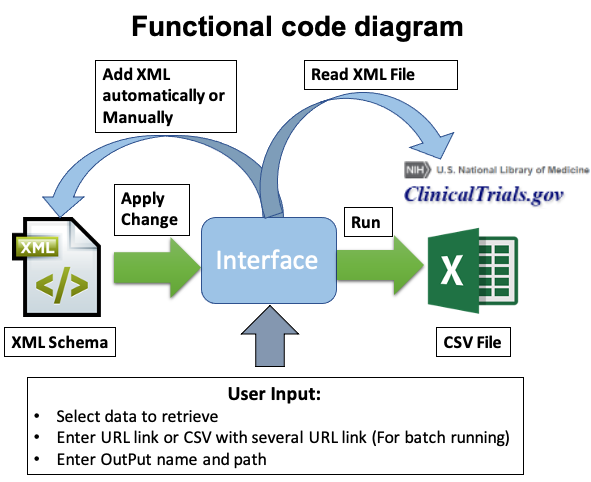 Functional code diagram
Add XML
automatically or
Manually
Read XML File
NIH U.S. National Library of Medicine
ClinicalTrials.gov
Apply
Change
Run
XML
</>
Interface
X
XML Schema
CSV File
User Input:
• Select data to retrieve
• Enter URL link or CSV with several URL link (For batch running)
• Enter OutPut name and path